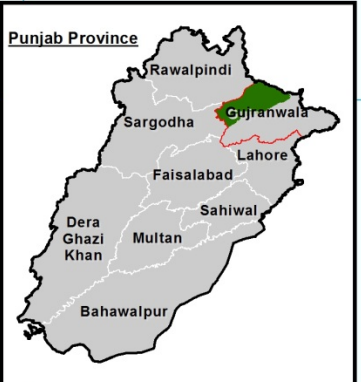 Punjab Province
Rawalpindi
Gujranwala
Sargodha
Lahore
Faisalabad
Sahiwal
Dera
Ghazi
Khan
Multan
Bahawalpur